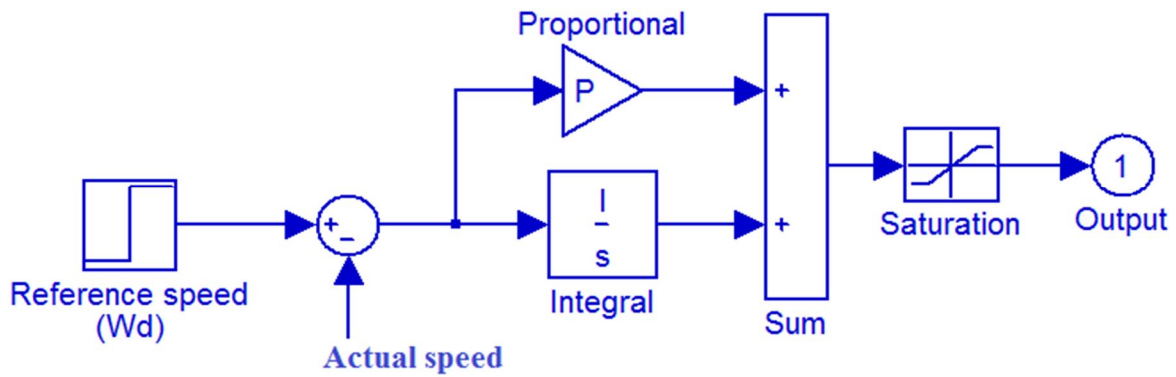 Proportional
P
+
+
Reference speed
(Wd)
+
−
Actual speed
I
s
Integral
Sum
Saturation
1
Output